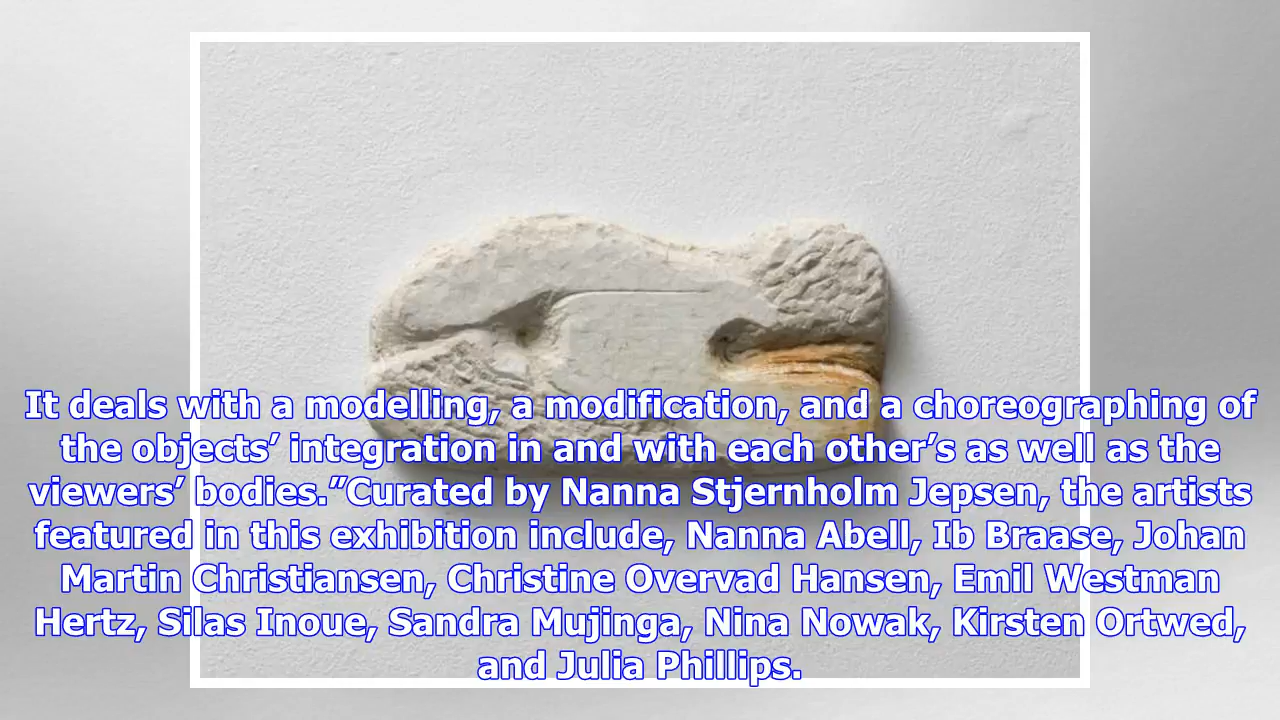 It deals with a modelling, a modification, and a choreographing of
the objects’ integration in and with each other’s as well as the
viewers’ bodies.”Curated by Nanna Stjernholm Jepsen, the artists
featured in this exhibition include, Nanna Abell, Ib Braase, Johan
Martin Christiansen, Christine Overvad Hansen, Emil Westman
Hertz, Silas Inoue, Sandra Mujinga, Nina Nowak, Kirsten Ortwed,
and Julia Phillips.